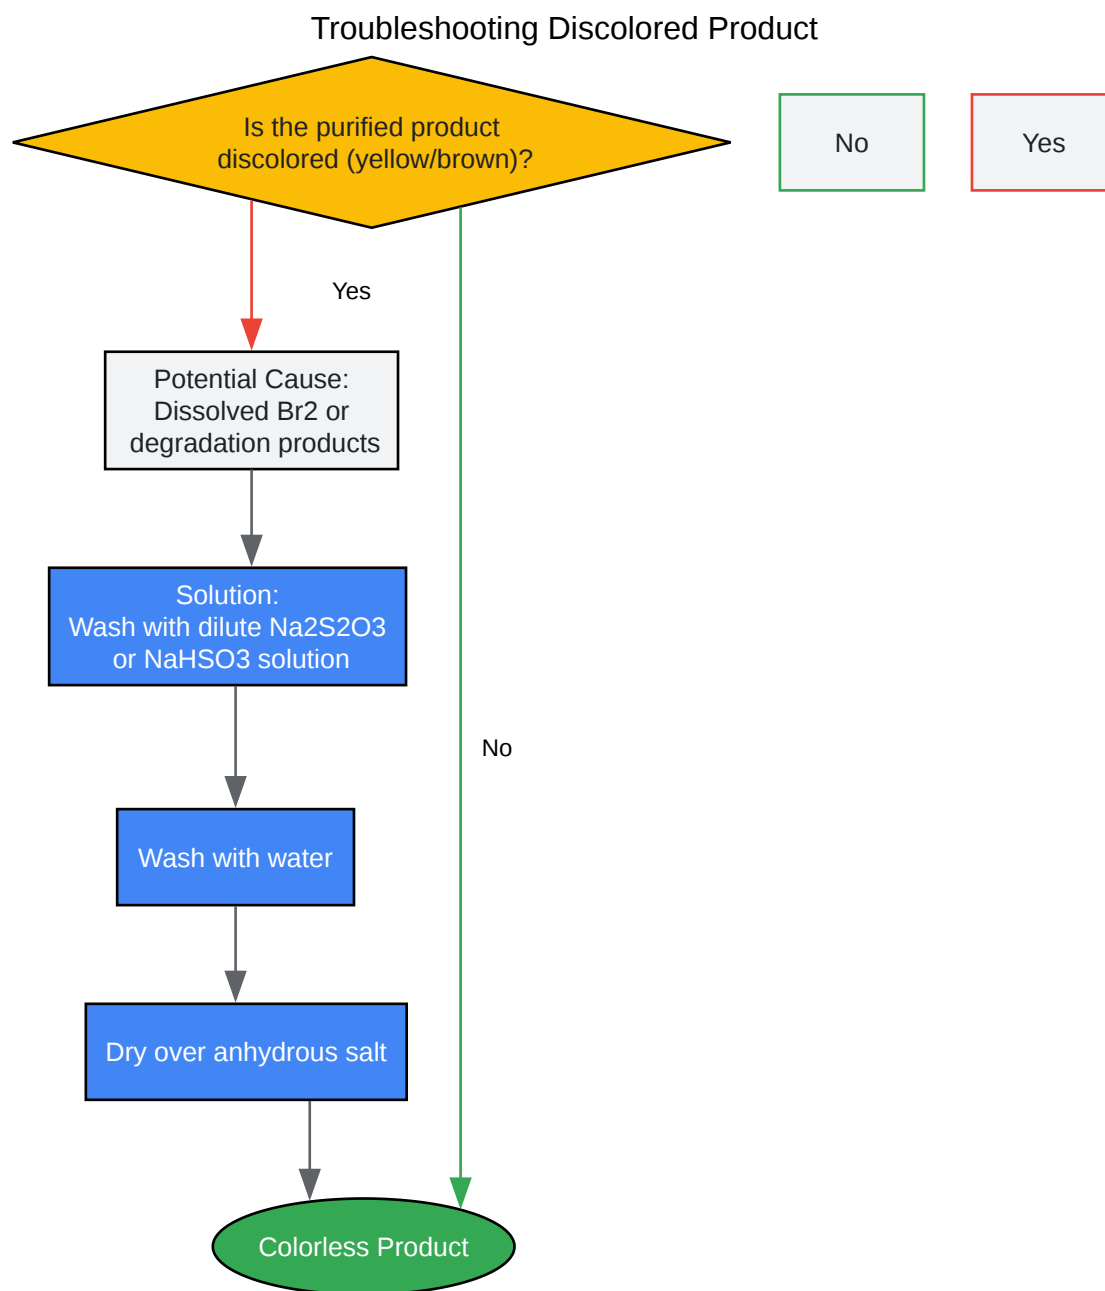 Troubleshooting Discolored Product
Is the purified product
discolored (yellow/brown)?
No
Yes
Yes
Potential Cause:
Dissolved Br2 or
degradation products
Solution:
Wash with dilute Na2S2O3
or NaHSO3 solution
No
Wash with water
Dry over anhydrous salt
Colorless Product